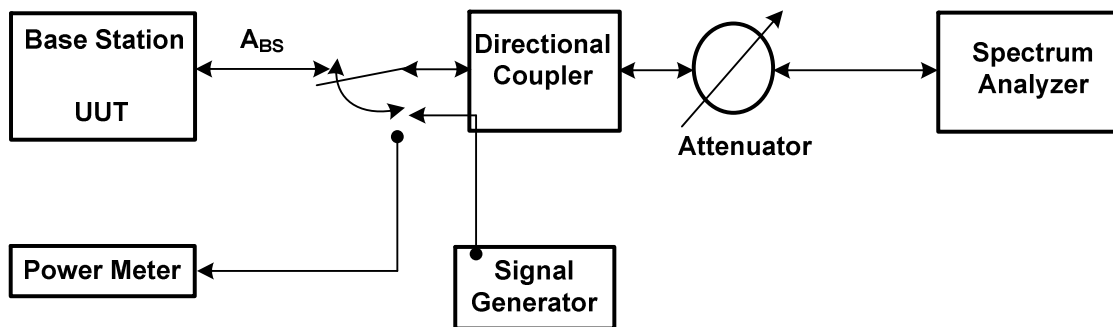 Base Station
UUT
A_BS
Directional
Coupler
Attenuator
Spectrum
Analyzer
Power Meter
Signal
Generator